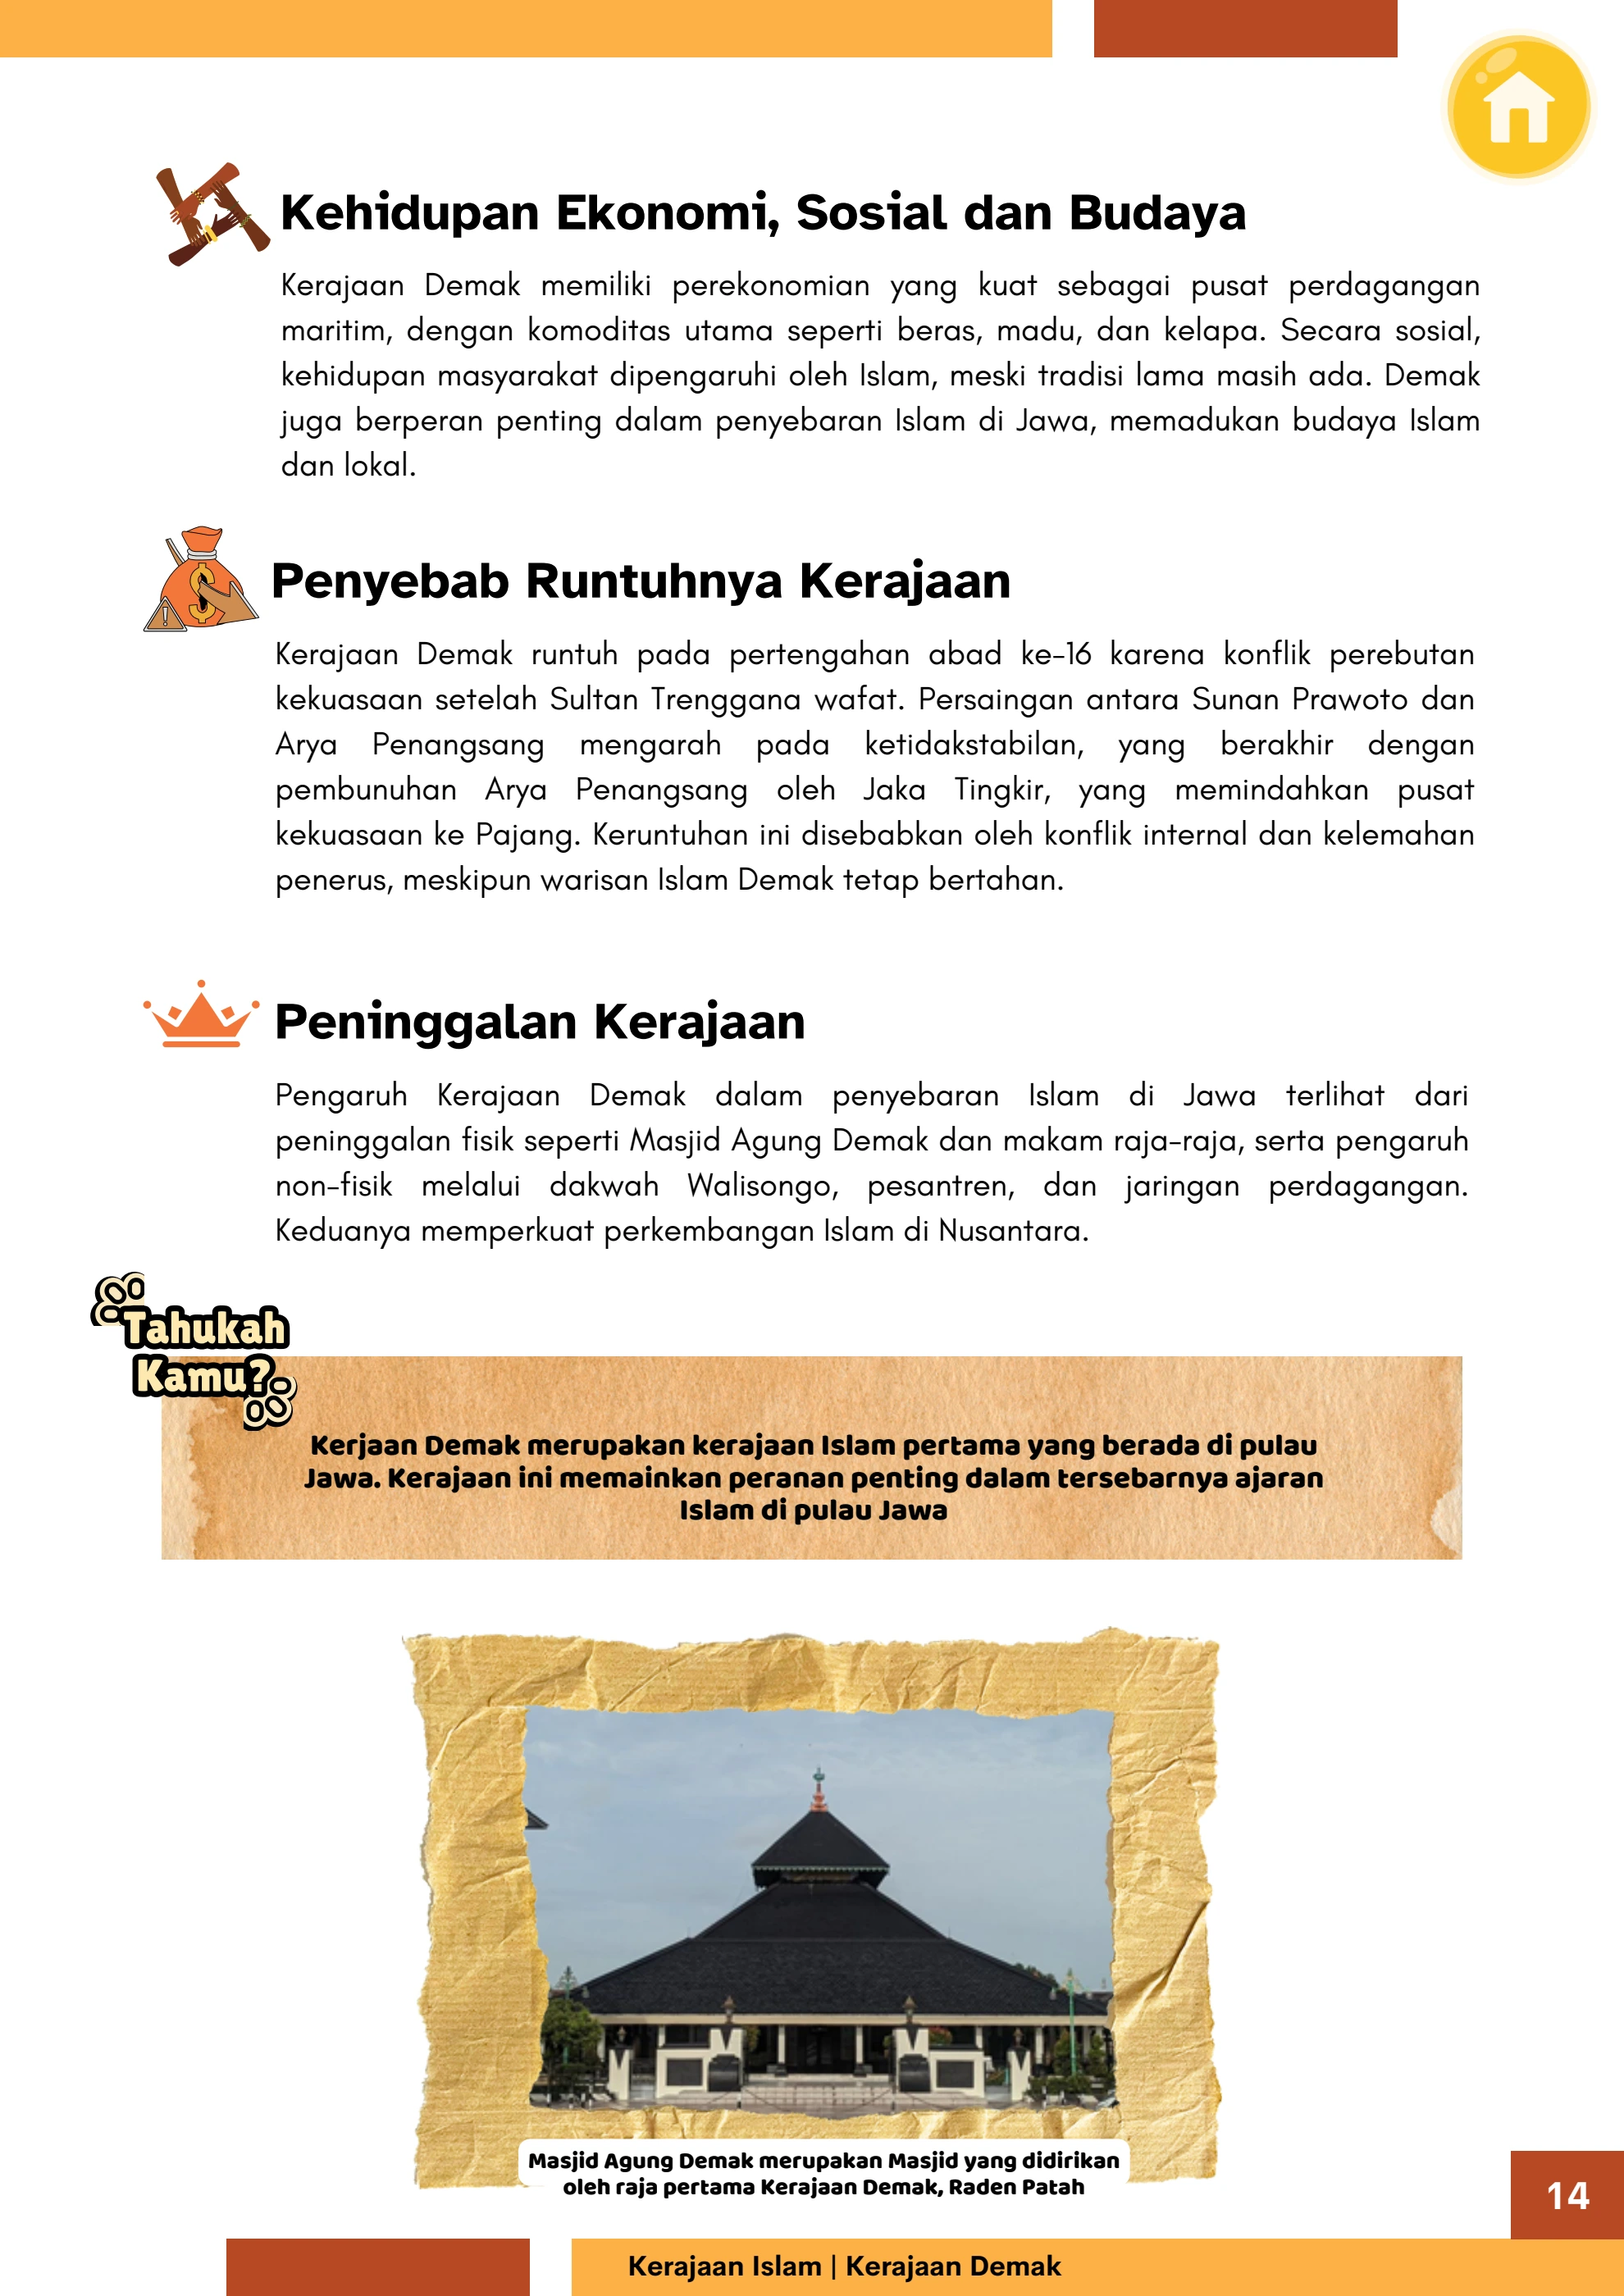 Kehidupan Ekonomi, Sosial dan Budaya
Kerajaan Demak memiliki perekonomian yang kuat sebagai pusat perdagangan
maritim, dengan komoditas utama seperti beras, madu, dan kelapa. Secara sosial,
kehidupan masyarakat dipengaruhi oleh Islam, meski tradisi lama masih ada. Demak
juga berperan penting dalam penyebaran Islam di Jawa, memadukan budaya Islam
dan lokal.
Penyebab Runtuhnya Kerajaan
Kerajaan Demak runtuh pada pertengahan abad ke-16 karena konflik perebutan
kekuasaan setelah Sultan Trenggana wafat. Persaingan antara Sunan Prawoto dan
Arya Penangsang mengarah pada ketidakstabilan, yang berakhir dengan
pembunuhan Arya Penangsang oleh Jaka Tingkir, yang memindahkan pusat
kekuasaan ke Pajang. Keruntuhan ini disebabkan oleh konflik internal dan kelemahan
penerus, meskipun warisan Islam Demak tetap bertahan.
Peninggalan Kerajaan
Pengaruh Kerajaan Demak dalam penyebaran Islam di Jawa terlihat dari
peninggalan fisik seperti Masjid Agung Demak dan makam raja-raja, serta pengaruh
non-fisik melalui dakwah Walisongo, pesantren, dan jaringan perdagangan.
Keduanya memperkuat perkembangan Islam di Nusantara.
Tahukah
Kamu?
Kerjaan Demak merupakan kerajaan Islam pertama yang berada di pulau
Jawa. Kerajaan ini memainkan peranan penting dalam tersebarnya ajaran
Islam di pulau Jawa
Masjid Agung Demak merupakan Masjid yang didirikan
oleh raja pertama Kerajaan Demak, Raden Patah
14
Kerajaan Islam | Kerajaan Demak